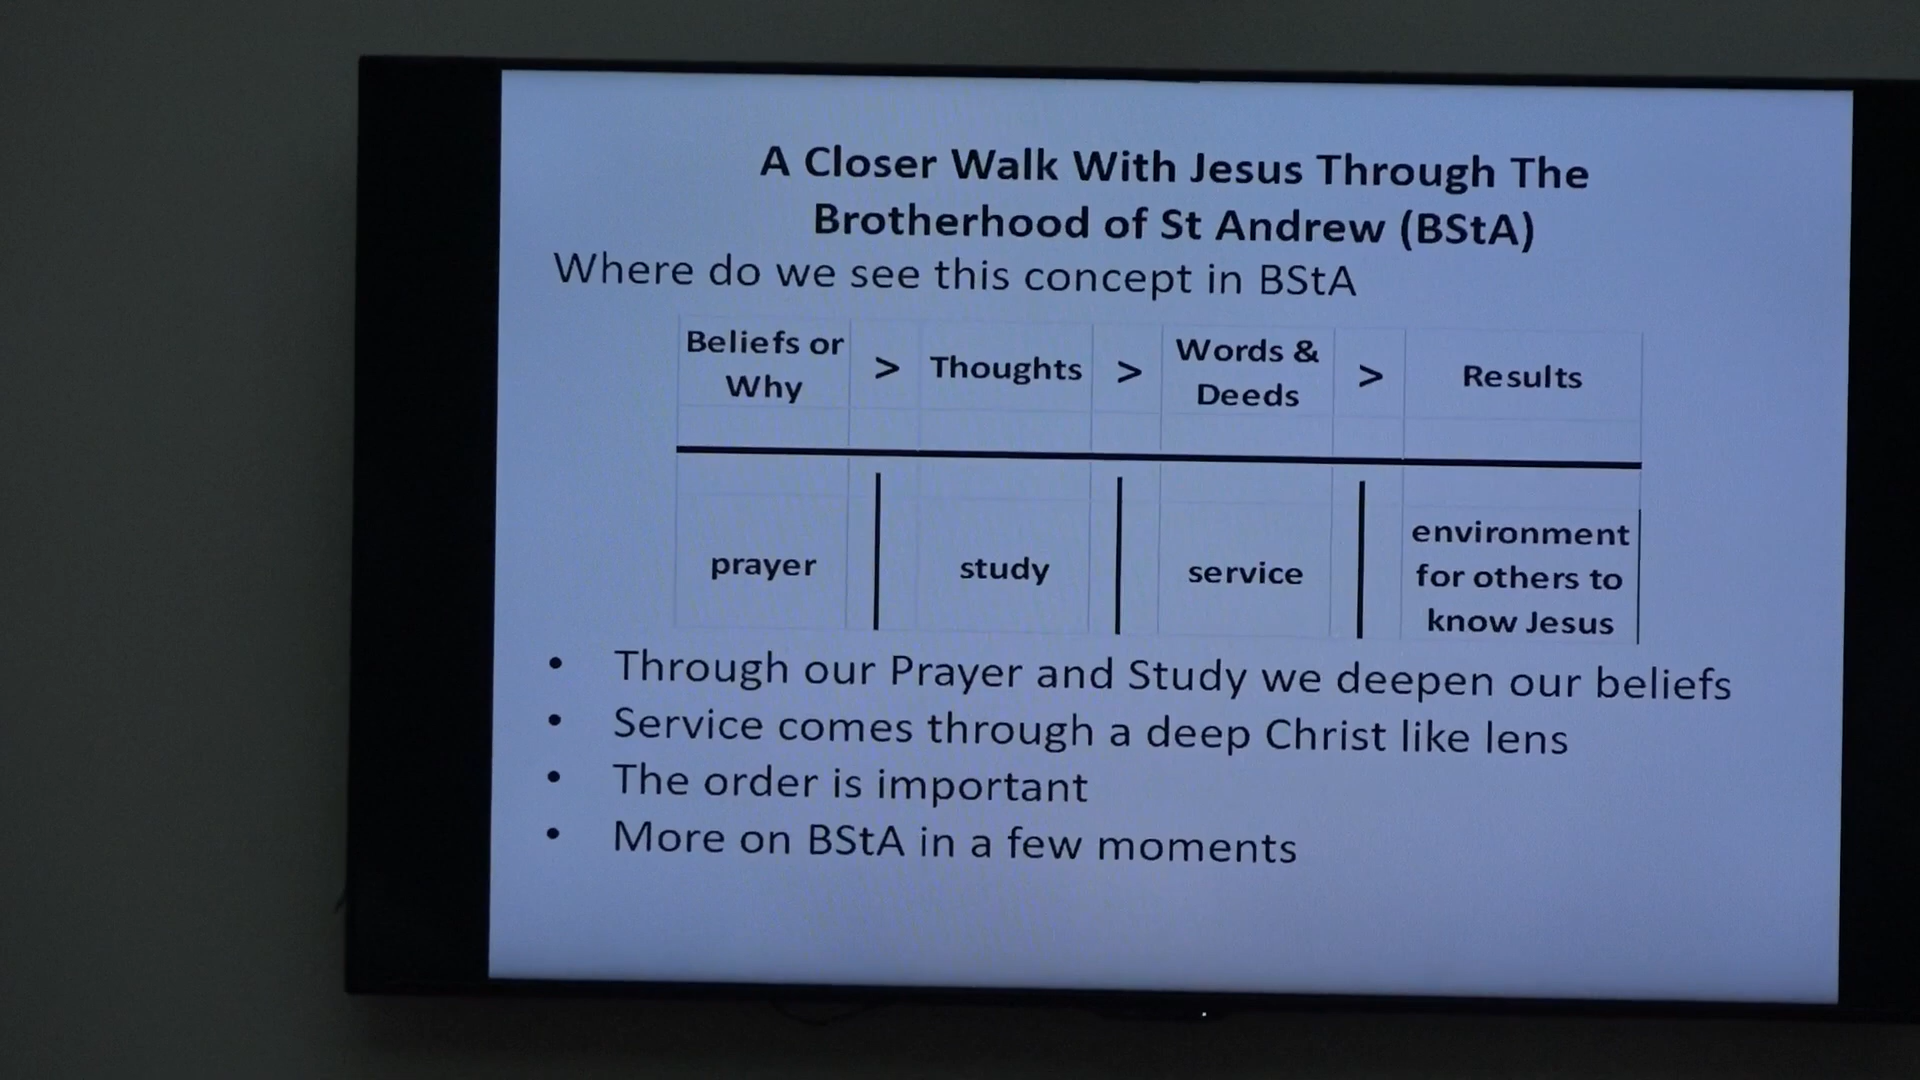 A Closer Walk With Jesus Through The
Brotherhood of St Andrew (BStA)
Where do we see this concept in BStA
Beliefs or
Why
>
Thoughts
>
Words &
Deeds
>
Results
prayer
study
service
environment
for others to
know Jesus
• Through our Prayer and Study we deepen our beliefs
• Service comes through a deep Christ like lens
• The order is important
• More on BStA in a few moments